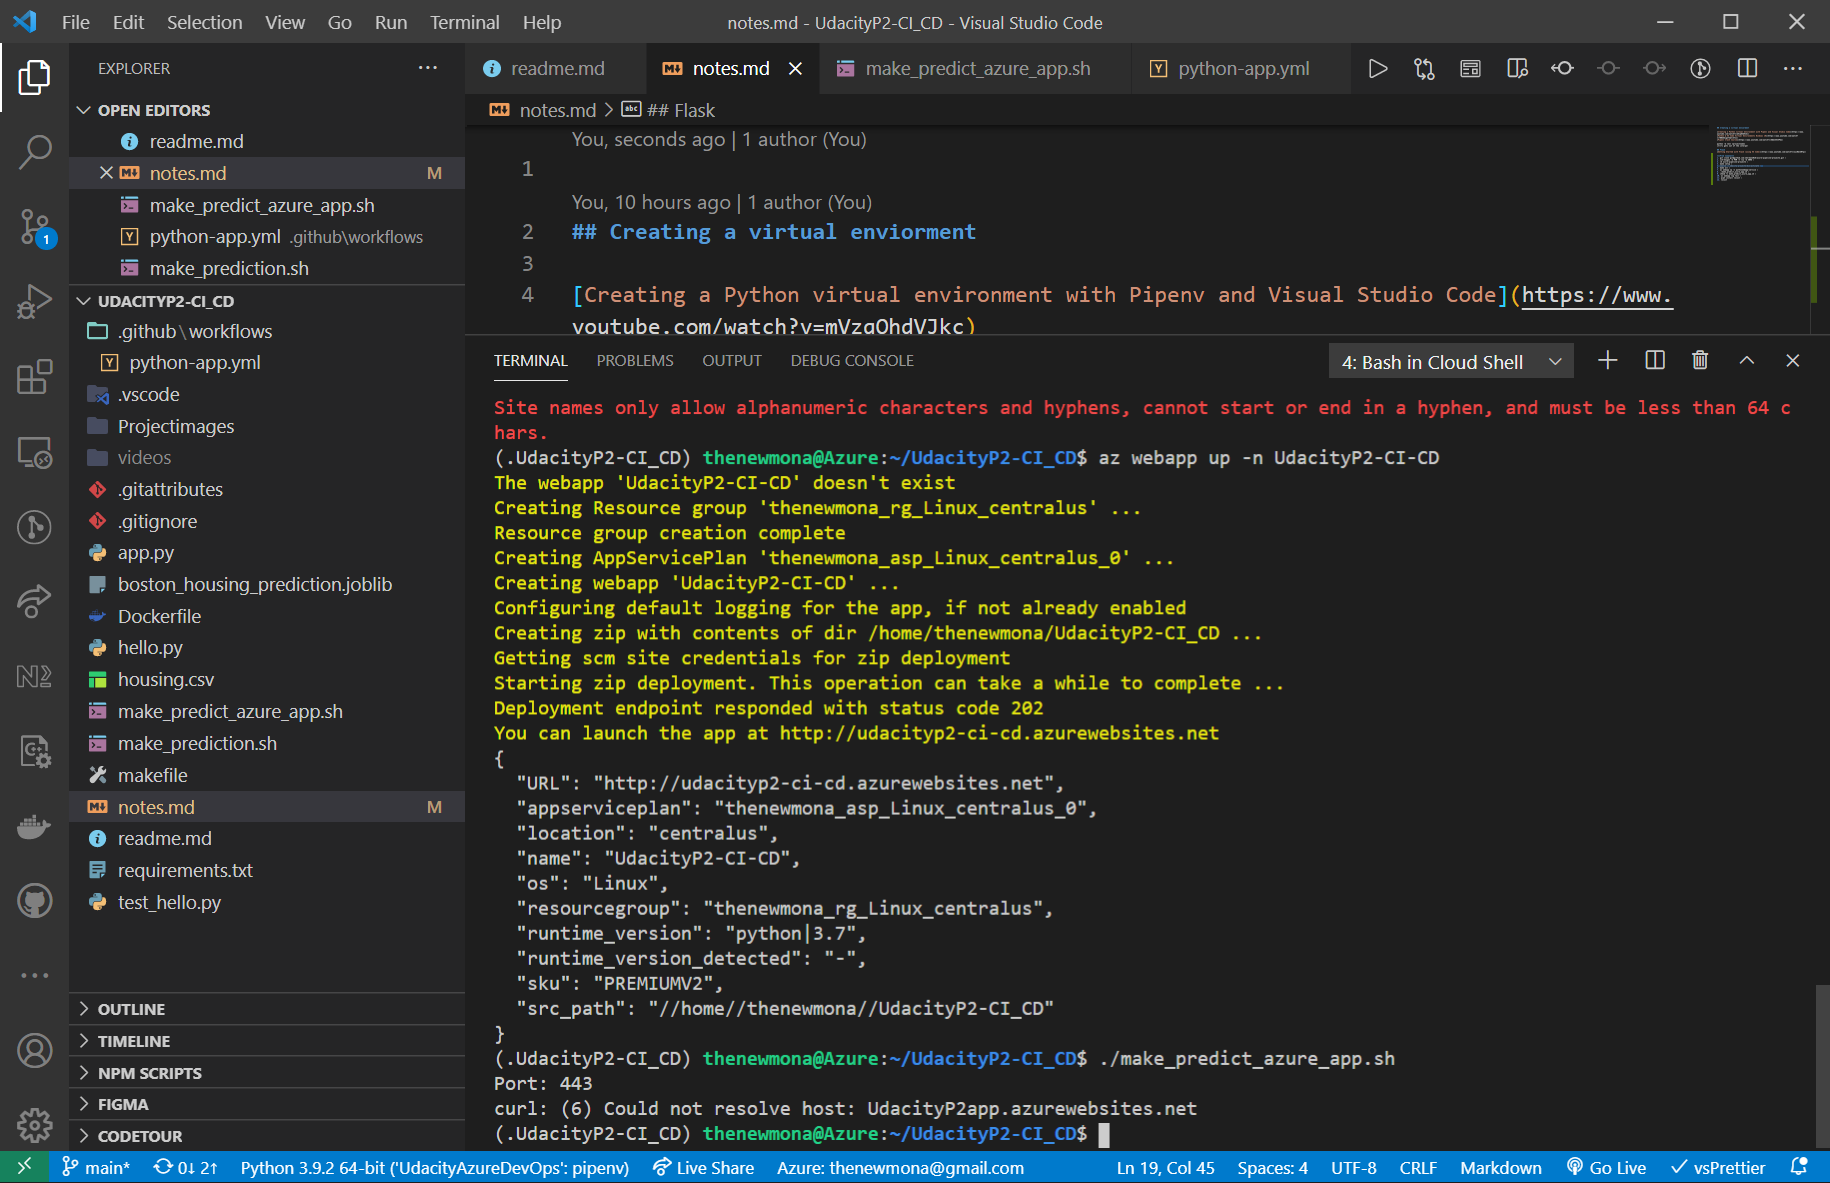 File Edit Selection View Go Run Terminal Help
notes.md - UdacityP2-CI_CD - Visual Studio Code
EXPLORER
OPEN EDITORS
readme.md
notes.md M
make_predict_azure_app.sh
python-app.yml .github\workflows
make_prediction.sh
UDACITYP2-CI_CD
.github\workflows
python-app.yml
.vscode
Projectimages
videos
.gitattributes
.gitignore
app.py
boston_housing_prediction.joblib
Dockerfile
hello.py
housing.csv
make_predict_azure_app.sh
make_prediction.sh
makefile
notes.md M
readme.md
requirements.txt
test_hello.py
OUTLINE
TIMELINE
NPM SCRIPTS
FIGMA
CODETOUR
1
readme.md
notes.md
make_predict_azure_app.sh
python-app.yml
notes.md > ## Flask
You, seconds ago | 1 author (You)
1
You, 10 hours ago | 1 author (You)
2 ## Creating a virtual enviorment
3
4 [Creating a Python virtual environment with Pipenv and Visual Studio Code](https://www.
youtube.com/watch?v=mVzgOhdVJkc)
TERMINAL PROBLEMS OUTPUT DEBUG CONSOLE
4: Bash in Cloud Shell
Site names only allow alphanumeric characters and hyphens, cannot start or end in a hyphen, and must be less than 64 c
hars.
(.UdacityP2-CI_CD) thenewmona@Azure:~/UdacityP2-CI_CD$ az webapp up -n UdacityP2-CI-CD
The webapp 'UdacityP2-CI-CD' doesn't exist
Creating Resource group 'thenewmona_rg_Linux_centralus' ...
Resource group creation complete
Creating AppServicePlan 'thenewmona_asp_Linux_centralus_0' ...
Creating webapp 'UdacityP2-CI-CD' ...
Configuring default logging for the app, if not already enabled
Creating zip with contents of dir /home/thenewmona/UdacityP2-CI_CD ...
Getting scm site credentials for zip deployment
Starting zip deployment. This operation can take a while to complete ...
Deployment endpoint responded with status code 202
You can launch the app at http://udacityp2-ci-cd.azurewebsites.net
{
"URL": "http://udacityp2-ci-cd.azurewebsites.net",
"appserviceplan": "thenewmona_asp_Linux_centralus_0",
"location": "centralus",
"name": "UdacityP2-CI-CD",
"os": "Linux",
"resourcegroup": "thenewmona_rg_Linux_centralus",
"runtime_version": "python|3.7",
"runtime_version_detected": "-",
"sku": "PREMIUMV2",
"src_path": "//home//thenewmona//UdacityP2-CI_CD"
}
(.UdacityP2-CI_CD) thenewmona@Azure:~/UdacityP2-CI_CD$ ./make_predict_azure_app.sh
Port: 443
curl: (6) Could not resolve host: UdacityP2app.azurewebsites.net
(.UdacityP2-CI_CD) thenewmona@Azure:~/UdacityP2-CI_CD$
main* 0↓ 2↑ Python 3.9.2 64-bit ('UdacityAzureDevOps': pipenv) Live Share Azure: thenewmona@gmail.com Ln 19, Col 45 Spaces: 4 UTF-8 CRLF Markdown Go Live vsPrettier